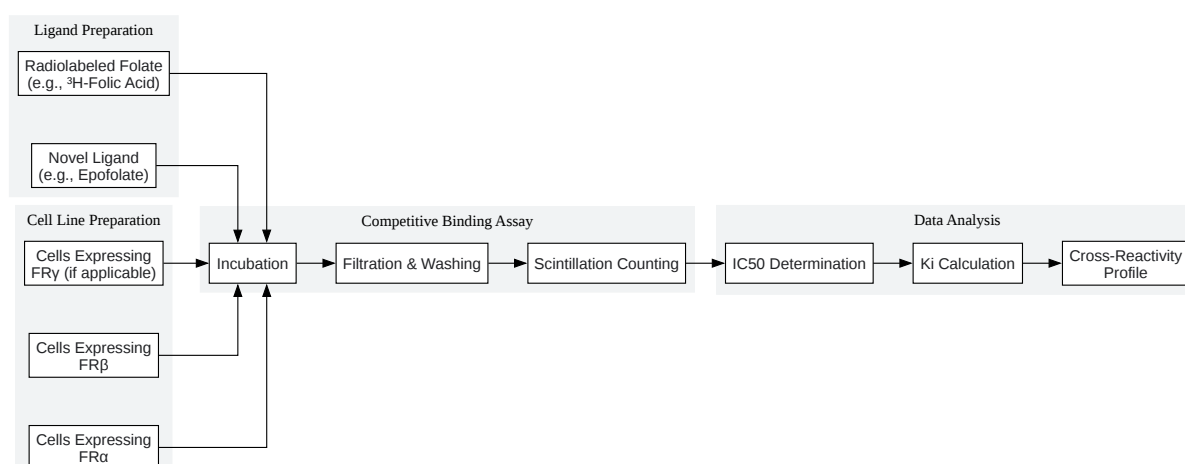 Ligand Preparation
Radiolabeled Folate
(e.g., ³H-Folic Acid)
Novel Ligand
(e.g., Epofolate)
Cell Line Preparation
Cells Expressing
FRγ (if applicable)
Cells Expressing
FRβ
Cells Expressing
FRα
Competitive Binding Assay
Incubation
Filtration & Washing
Scintillation Counting
Data Analysis
IC50 Determination
Ki Calculation
Cross-Reactivity
Profile